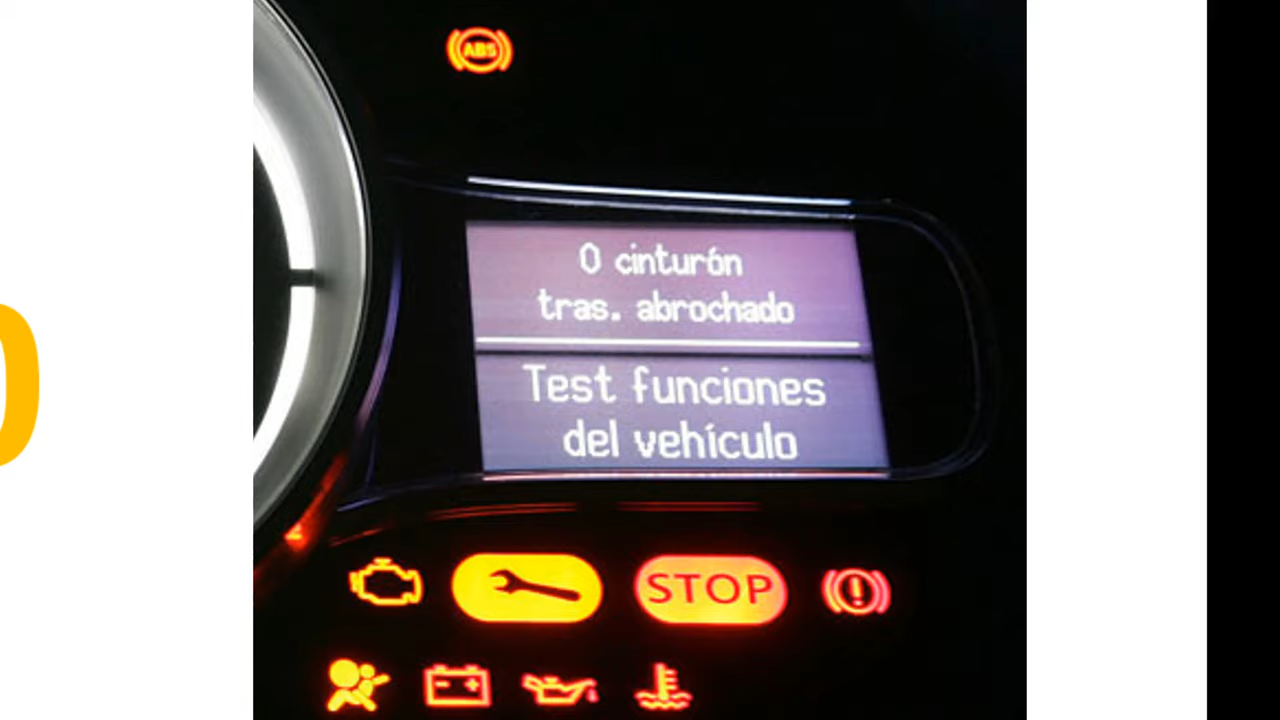 ABS
0 cinturón
tras. abrochado
Test funciones
del vehículo
STOP